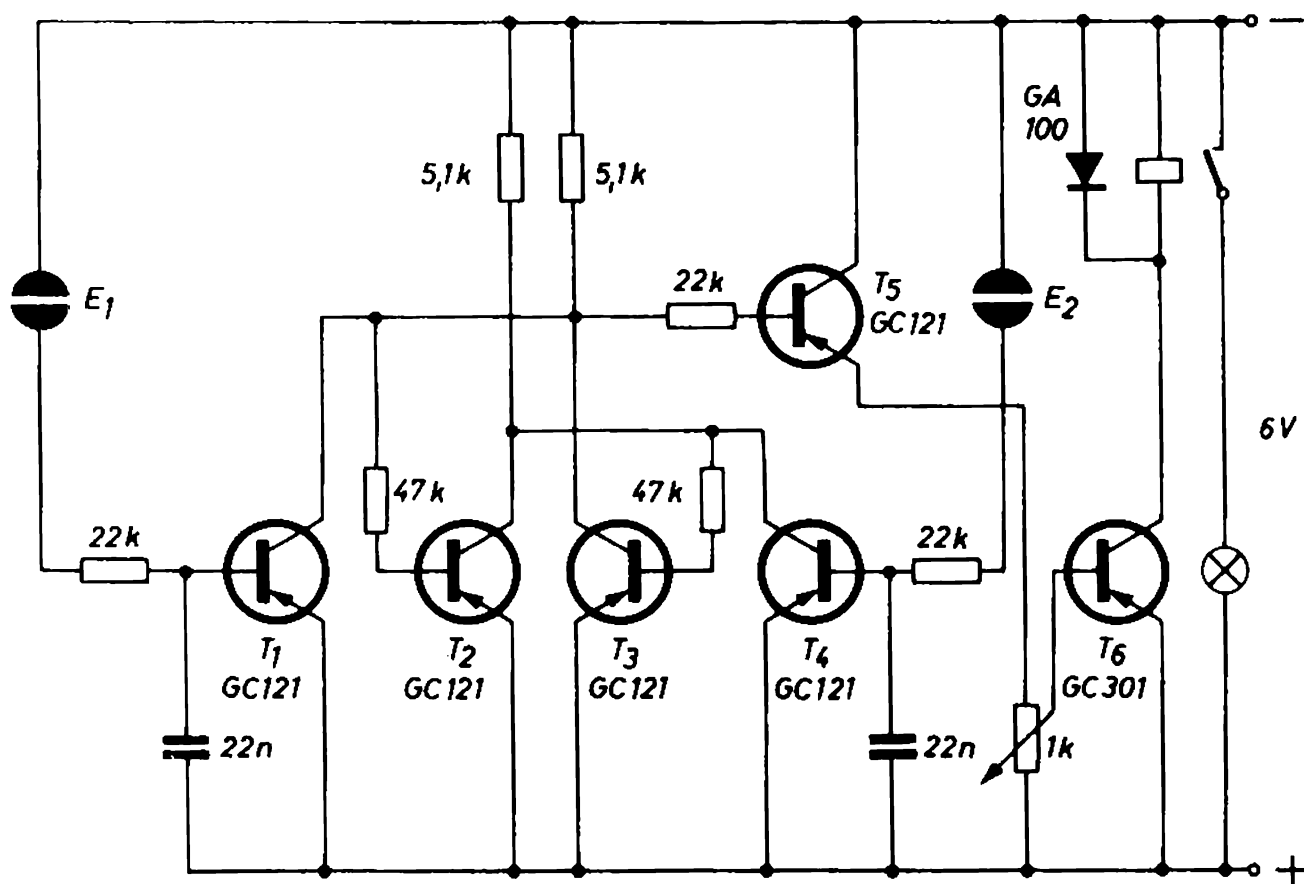 −
GA
100
5,1k
5,1k
E1
22k
T5
GC121
E2
6V
47k
47k
22k
22k
T1
GC121
T2
GC121
T3
GC121
T4
GC121
T6
GC301
22n
22n
1k
+